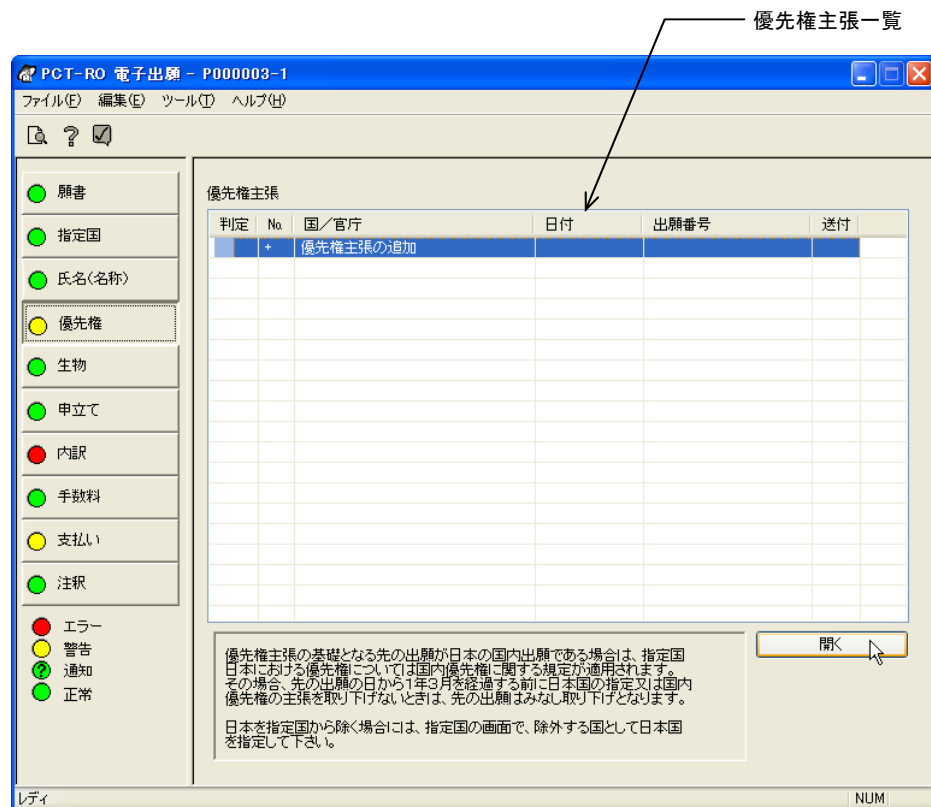 優先権主張一覧
PCT-RO 電子出願 - P000003-1
ファイル(F) 編集(E) ツール(T) ヘルプ(H)
願書
指定国
氏名(名称)
優先権
生物
申立て
内訳
手数料
支払い
注釈
エラー
警告
通知
正常
優先権主張
判定 No. 国／官庁 日付 出願番号 送付
+ 優先権主張の追加
優先権主張の基礎となる先の出願が日本の国内出願である場合は、指定国
日本における優先権については国内優先権に関する規定が適用されます。
その場合、先の出願の日から1年3月を経過する前に日本国の指定又は国内
優先権の主張を取り下げないときは、先の出願はみなし取り下げとなります。
日本を指定国から除く場合には、指定国の画面で、除外する国として日本国
を指定して下さい。
開く
レディ NUM